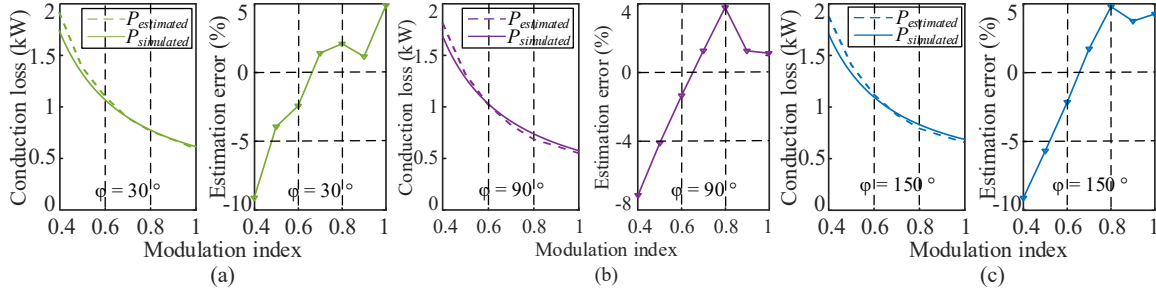 Conduction loss (kW)
2
1.5
1
0.5
0
P_estimated
P_simulated
φ = 30 °
0.4 0.6 0.8 1
Estimation error (%)
5
0
-5
-10
φ = 30 °
0.4 0.6 0.8 1
Modulation index
(a)
Conduction loss (kW)
2
1.5
1
0.5
0
P_estimated
P_simulated
φ = 90 °
0.4 0.6 0.8 1
Estimation error (%)
4
0
-4
-8
φ = 90 °
0.4 0.6 0.8 1
Modulation index
(b)
Conduction loss (kW)
2
1.5
1
0.5
0
P_estimated
P_simulated
φ = 150 °
0.4 0.6 0.8 1
Estimation error (%)
5
0
-5
-10
φ = 150 °
0.4 0.6 0.8 1
Modulation index
(c)